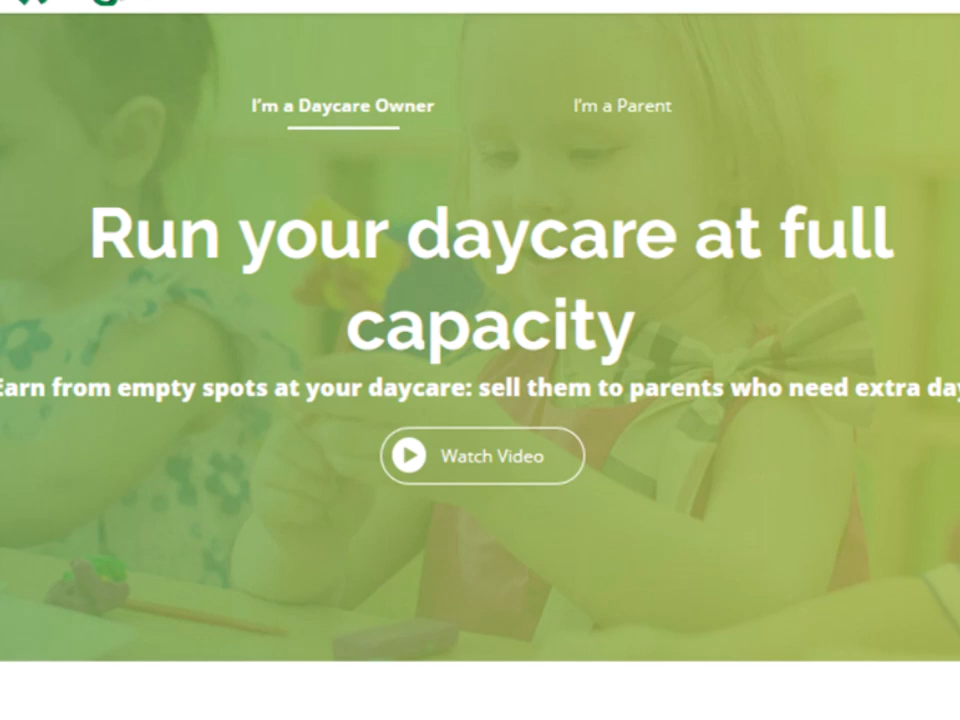 I'm a Daycare Owner
I'm a Parent
Run your daycare at full
capacity
Earn from empty spots at your daycare: sell them to parents who need extra day
Watch Video